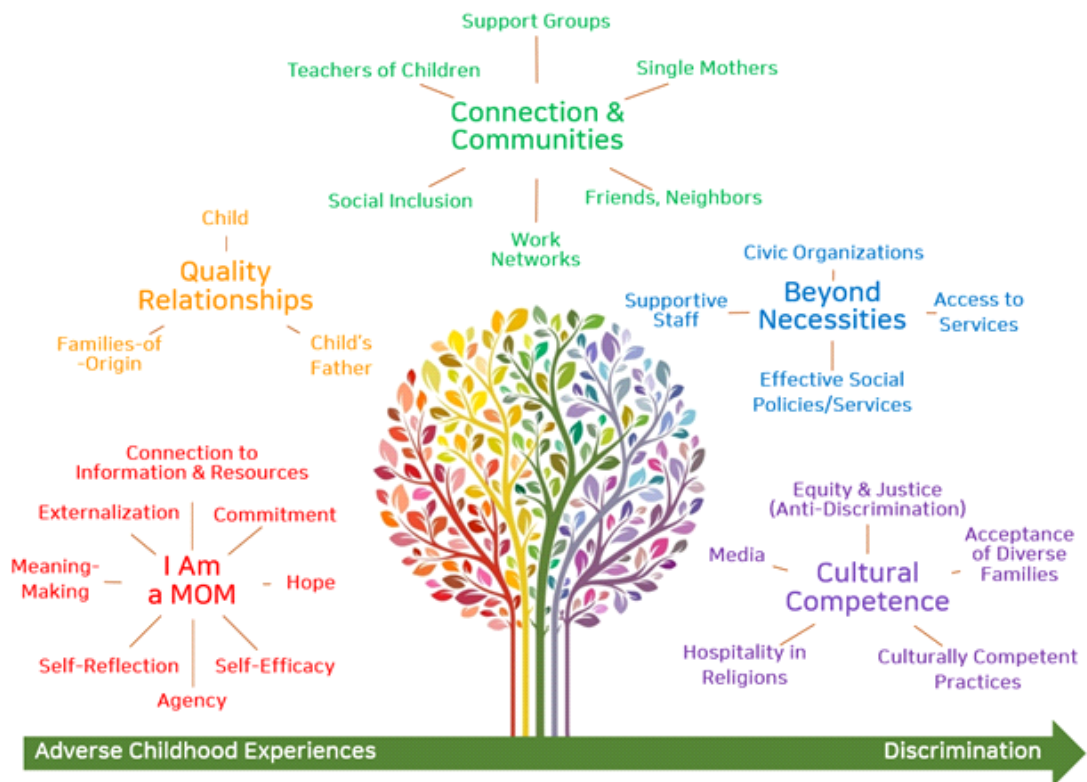 Support Groups
Teachers of Children
Single Mothers
Connection &
Communities
Social Inclusion
Friends, Neighbors
Work
Networks
Child
Quality
Relationships
Families-of
-Origin
Child's
Father
Civic Organizations
Supportive
Staff
Beyond
Necessities
Access to
Services
Effective Social
Policies/Services
Connection to
Information & Resources
Externalization
Commitment
Meaning-
Making
I Am
a MOM
Hope
Self-Reflection
Self-Efficacy
Agency
Equity & Justice
(Anti-Discrimination)
Media
Acceptance
of Diverse
Families
Cultural
Competence
Hospitality in
Religions
Culturally Competent
Practices
Adverse Childhood Experiences
Discrimination